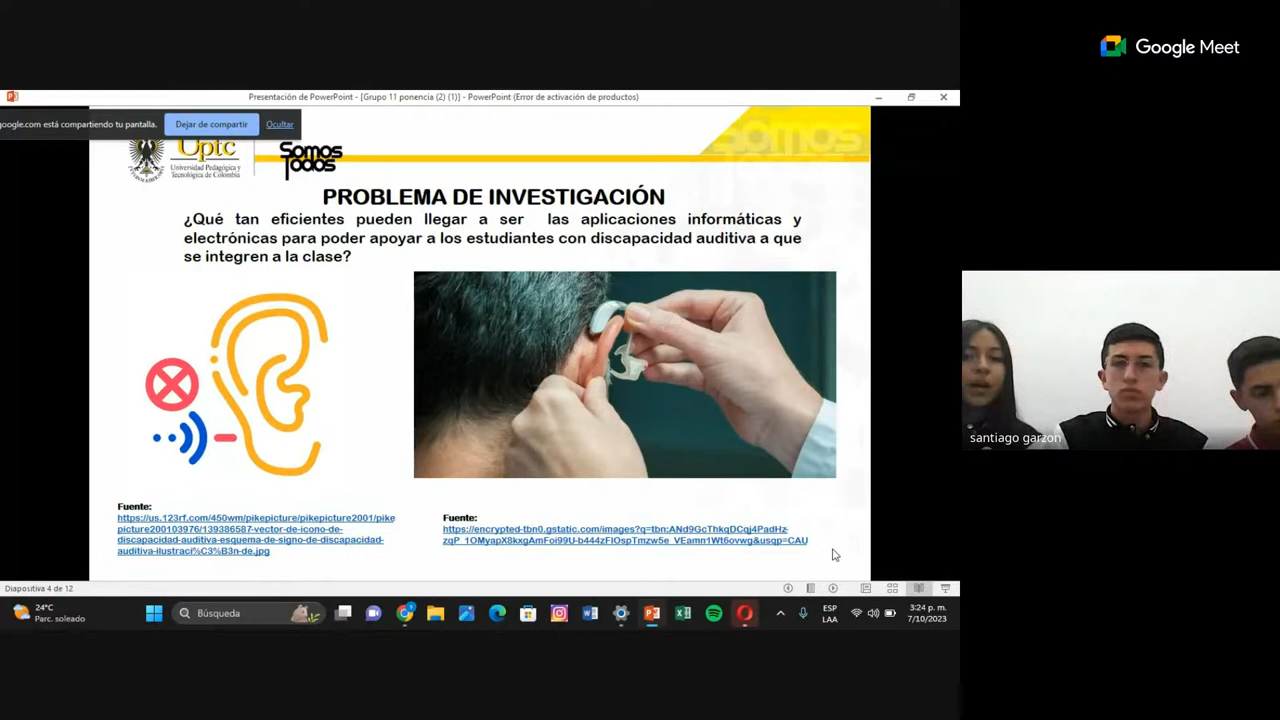 Google Meet
Presentación de PowerPoint - [Grupo 11 ponencia (2) (1)] - PowerPoint (Error de activación de productos)
google.com está compartiendo tu pantalla.
Dejar de compartir
Ocultar
Uptc
Universidad Pedagógica y
Tecnológica de Colombia
Somos
Todos
Somos
PROBLEMA DE INVESTIGACIÓN
¿Qué tan eficientes pueden llegar a ser las aplicaciones informáticas y
electrónicas para poder apoyar a los estudiantes con discapacidad auditiva a que
se integren a la clase?
Fuente:
https://us.123rf.com/450wm/pikepicture/pikepicture2001/pike
picture200103976/139386587-vector-de-icono-de-
discapacidad-auditiva-esquema-de-signo-de-discapacidad-
auditiva-ilustraci%C3%B3n-de.jpg
Fuente:
https://encrypted-tbn0.gstatic.com/images?q=tbn:ANd9GcThkqDCqj4PadHz-
zqP_1OMyapX8kxgAmFoi99U-b444zFIOspTmzw5e_VEamn1Wt6ovwg&usqp=CAU
santiago garzon
Diapositiva 4 de 12
24°C
Parc. soleado
Búsqueda
ESP
LAA
3:24 p. m.
7/10/2023